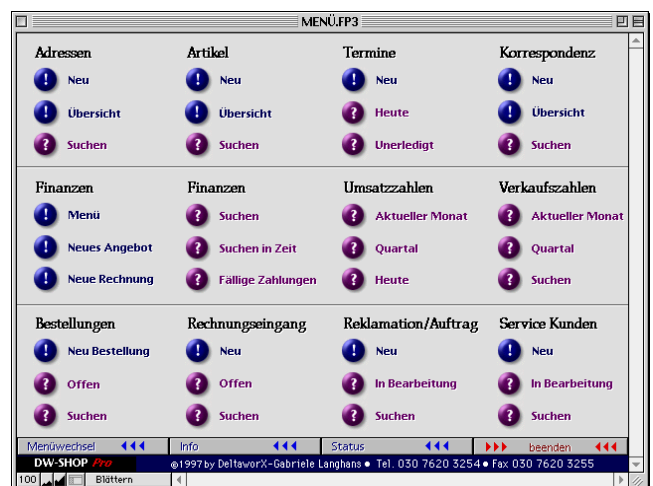 MENÜ.FP3
Adressen Artikel Termine Korrespondenz
! Neu ! Neu ! Neu ! Neu
! Übersicht ! Übersicht ? Heute ! Übersicht
? Suchen ? Suchen ? Unerledigt ? Suchen
Finanzen Finanzen Umsatzzahlen Verkaufszahlen
! Menü ? Suchen ? Aktueller Monat ? Aktueller Monat
! Neues Angebot ? Suchen in Zeit ? Quartal ? Quartal
! Neue Rechnung ? Fällige Zahlungen ? Heute ? Suchen
Bestellungen Rechnungseingang Reklamation/Auftrag Service Kunden
! Neu Bestellung ! Neu ! Neu ! Neu
? Offen ? Offen ? In Bearbeitung ? In Bearbeitung
? Suchen ? Suchen ? Suchen ? Suchen
Menüwechsel Info Status beenden
DW-SHOP Pro ©1997 by DeltaworX-Gabriele Langhans ● Tel. 030 7620 3254 ● Fax 030 7620 3255
100 Blättern